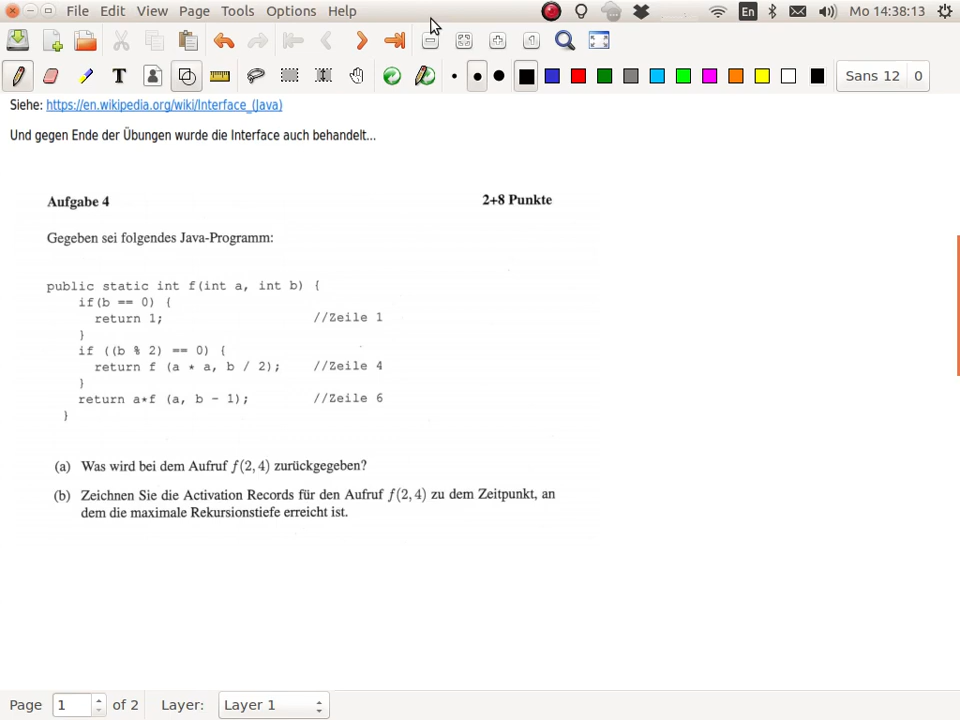 File Edit View Page Tools Options Help En Mo 14:38:13
T Sans 12 0
Siehe: https://en.wikipedia.org/wiki/Interface_(Java)
Und gegen Ende der Übungen wurde die Interface auch behandelt...
Aufgabe 4 2+8 Punkte
Gegeben sei folgendes Java-Programm:
public static int f(int a, int b) {
if(b == 0) {
return 1; //Zeile 1
}
if ((b % 2) == 0) {
return f (a * a, b / 2); //Zeile 4
}
return a*f (a, b - 1); //Zeile 6
}
(a) Was wird bei dem Aufruf f(2,4) zurückgegeben?
(b) Zeichnen Sie die Activation Records für den Aufruf f(2,4) zu dem Zeitpunkt, an
dem die maximale Rekursionstiefe erreicht ist.
Page 1 of 2 Layer: Layer 1